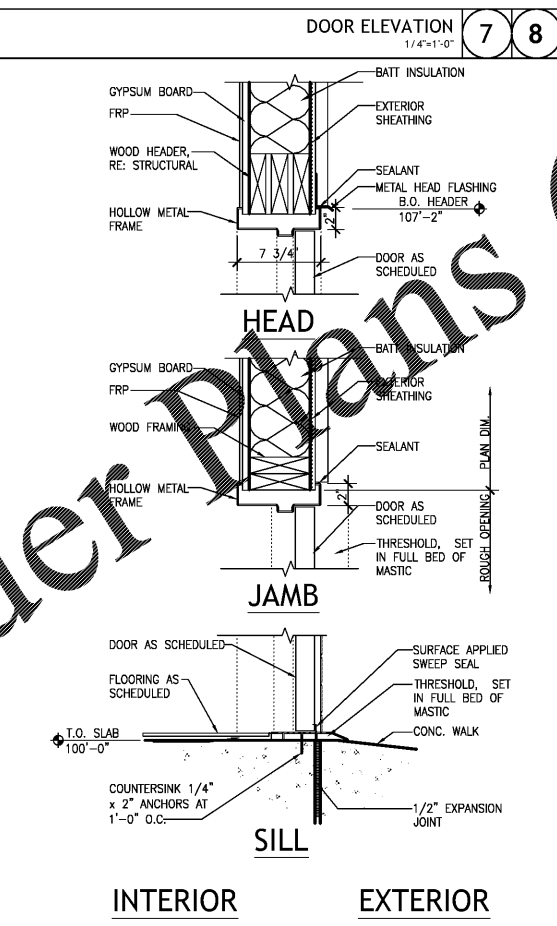 DOOR ELEVATION
1/4"=1'-0"
7
8
BATT INSULATION
GYPSUM BOARD
FRP
EXTERIOR
SHEATHING
WOOD HEADER,
RE: STRUCTURAL
SEALANT
METAL HEAD FLASHING
B.O. HEADER
107'-2"
HOLLOW METAL
FRAME
2"
7 3/4"
DOOR AS
SCHEDULED
HEAD
BATT INSULATION
GYPSUM BOARD
FRP
EXTERIOR
SHEATHING
WOOD FRAMING
SEALANT
PLAN DIM.
HOLLOW METAL
FRAME
2"
DOOR AS
SCHEDULED
THRESHOLD, SET
IN FULL BED OF
MASTIC
ROUGH OPENING
JAMB
der Plans
DOOR AS SCHEDULED
SURFACE APPLIED
SWEEP SEAL
FLOORING AS
SCHEDULED
THRESHOLD, SET
IN FULL BED OF
MASTIC
T.O. SLAB
100'-0"
CONC. WALK
COUNTERSINK 1/4"
x 2" ANCHORS AT
1'-0" O.C.
1/2" EXPANSION
JOINT
SILL
INTERIOR
EXTERIOR